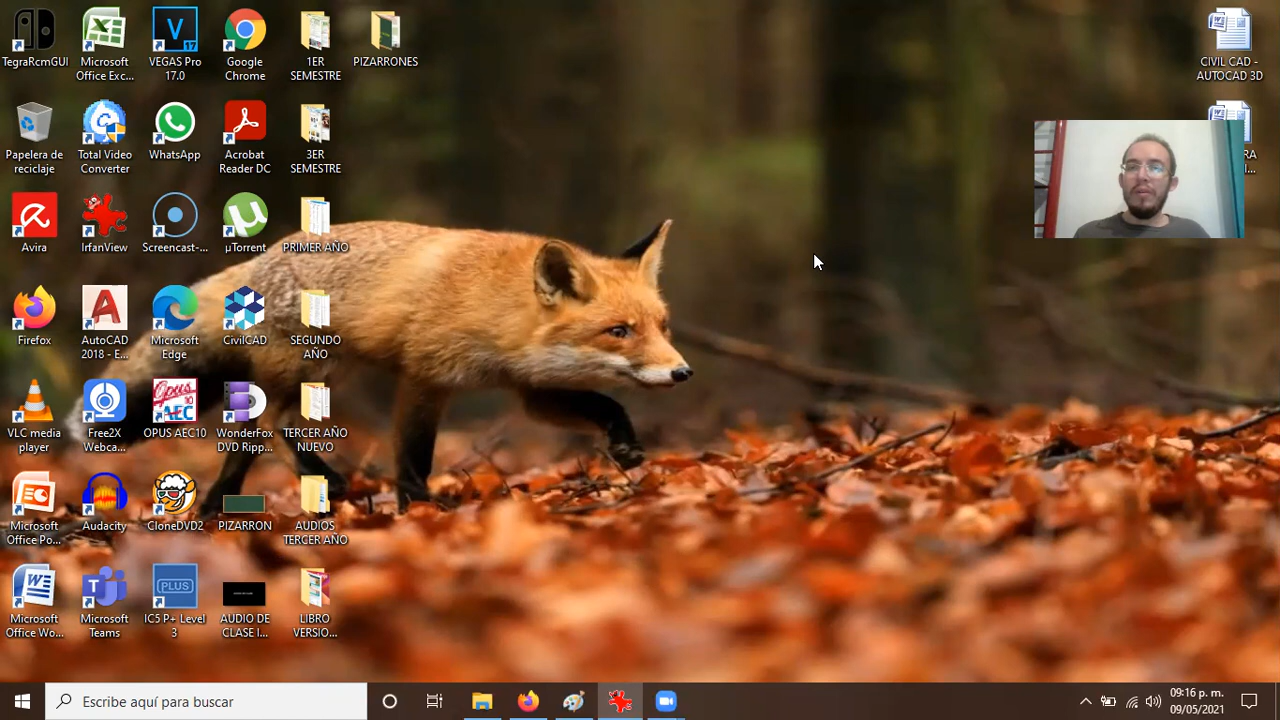 TegraRcmGUI
Microsoft
Office Exc...
VEGAS Pro
17.0
Google
Chrome
1ER
SEMESTRE
PIZARRONES
CIVIL CAD -
AUTOCAD 3D
Papelera de
reciclaje
Total Video
Converter
WhatsApp
Acrobat
Reader DC
3ER
SEMESTRE
Avira
IrfanView
Screencast-...
µTorrent
PRIMER AÑO
Firefox
AutoCAD
2018 - E...
Microsoft
Edge
CivilCAD
SEGUNDO
AÑO
VLC media
player
Free2X
Webca...
OPUS AEC10
WonderFox
DVD Ripp...
TERCER AÑO
NUEVO
Microsoft
Office Po...
Audacity
CloneDVD2
PIZARRON
AUDIOS
TERCER AÑO
Microsoft
Office Wo...
Microsoft
Teams
PLUS
IC5 P+ Level
3
AUDIO DE
CLASE I...
LIBRO
VERSIO...
Escribe aquí para buscar
09:16 p. m.
09/05/2021